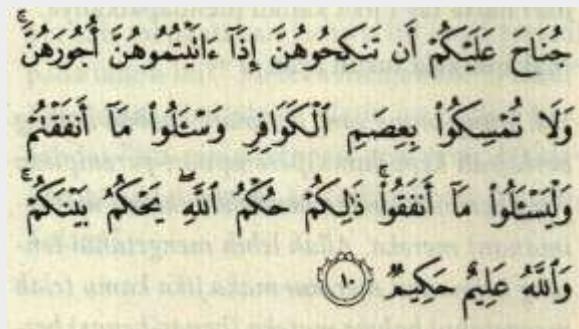 جُنَاحَ عَلَيْكُمْ أَن تَنكِحُوهُنَّ إِذَآ ءَاتَيْتُمُوهُنَّ أُجُورَهُنَّ ۚ
وَلَا تُمْسِكُوا۟ بِعِصَمِ ٱلْكَوَافِرِ وَسْـَٔلُوا۟ مَآ أَنفَقْتُمْ
وَلْيَسْـَٔلُوا۟ مَآ أَنفَقُوا۟ ۚ ذَٰلِكُمْ حُكْمُ ٱللَّهِ ۖ يَحْكُمُ بَيْنَكُمْ ۚ
وَٱللَّهُ عَلِيمٌ حَكِيمٌ ١٠